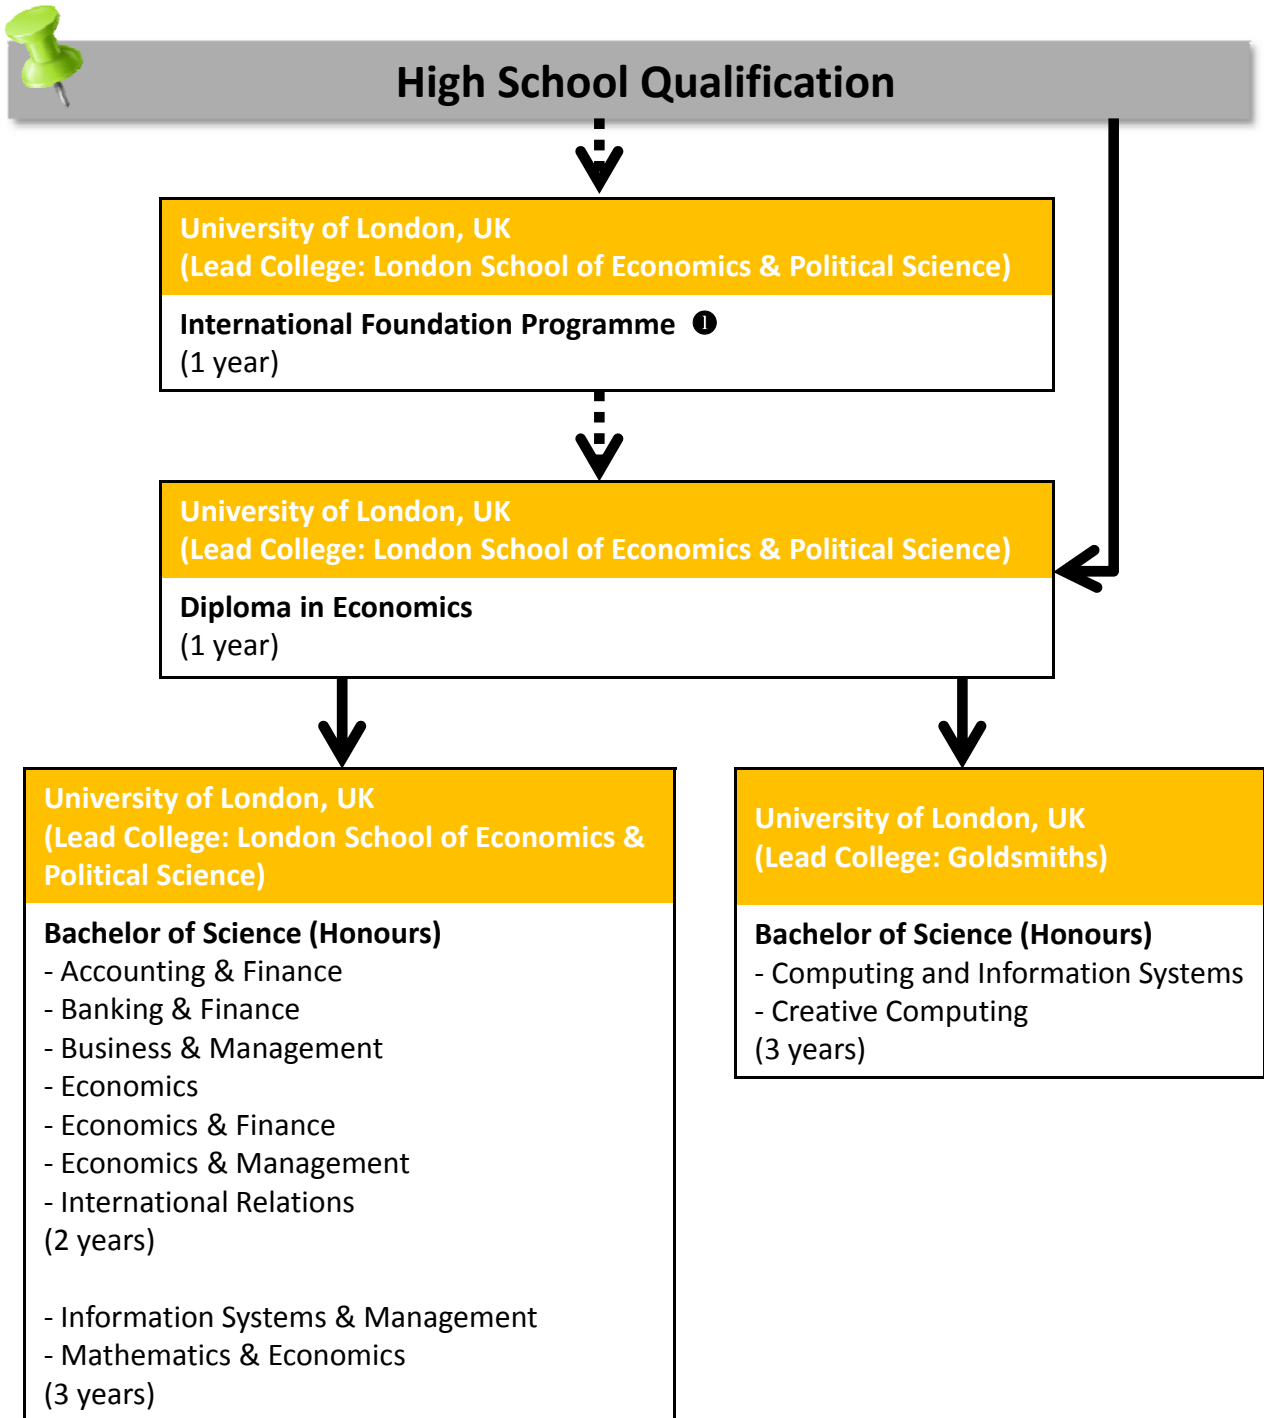 High School Qualification
University of London, UK
(Lead College: London School of Economics & Political Science)
International Foundation Programme ❶
(1 year)
University of London, UK
(Lead College: London School of Economics & Political Science)
Diploma in Economics
(1 year)
University of London, UK
(Lead College: London School of Economics &
Political Science)
Bachelor of Science (Honours)
- Accounting & Finance
- Banking & Finance
- Business & Management
- Economics
- Economics & Finance
- Economics & Management
- International Relations
(2 years)
- Information Systems & Management
- Mathematics & Economics
(3 years)
University of London, UK
(Lead College: Goldsmiths)
Bachelor of Science (Honours)
- Computing and Information Systems
- Creative Computing
(3 years)